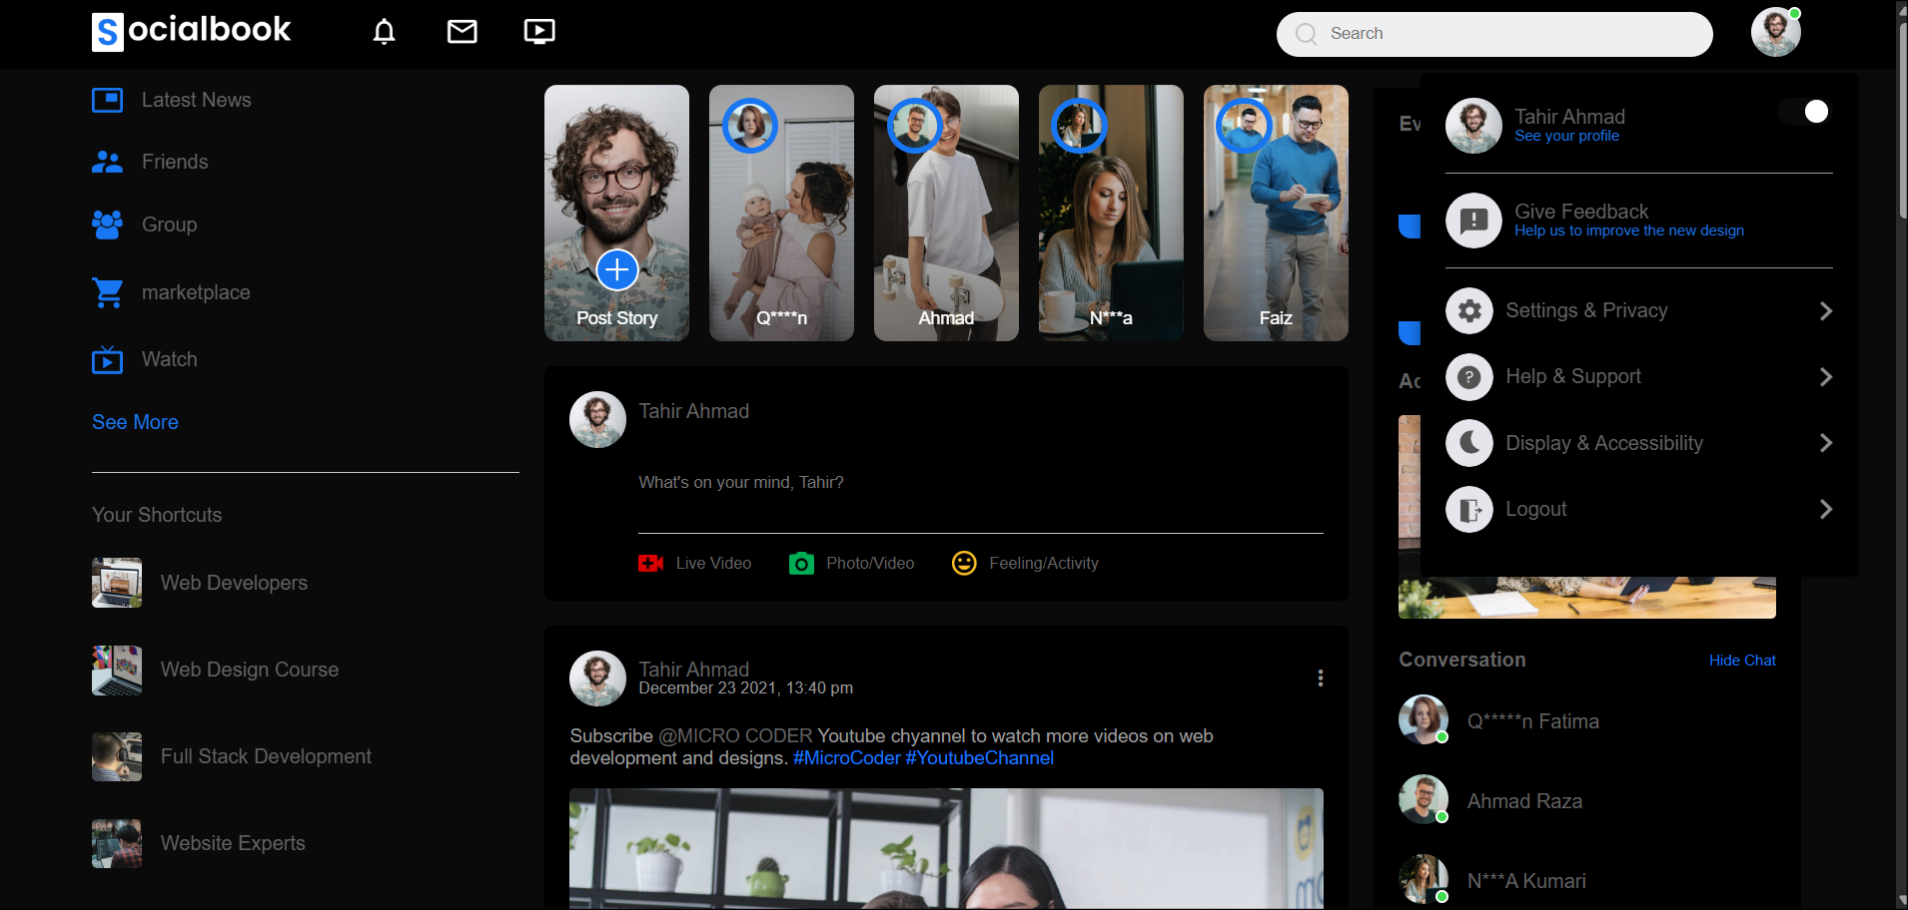 Socialbook
Search
Latest News
Friends
Group
marketplace
Watch
See More
Your Shortcuts
Web Developers
Web Design Course
Full Stack Development
Website Experts
Post Story
Q****n
Ahmad
N***a
Faiz
Tahir Ahmad
What's on your mind, Tahir?
Live Video
Photo/Video
Feeling/Activity
Tahir Ahmad
December 23 2021, 13:40 pm
Subscribe @MICRO CODER Youtube chyannel to watch more videos on web
development and designs. #MicroCoder #YoutubeChannel
Ev
Tahir Ahmad
See your profile
Give Feedback
Help us to improve the new design
Settings & Privacy
Help & Support
Display & Accessibility
Logout
Conversation
Hide Chat
Q*****n Fatima
Ahmad Raza
N***A Kumari